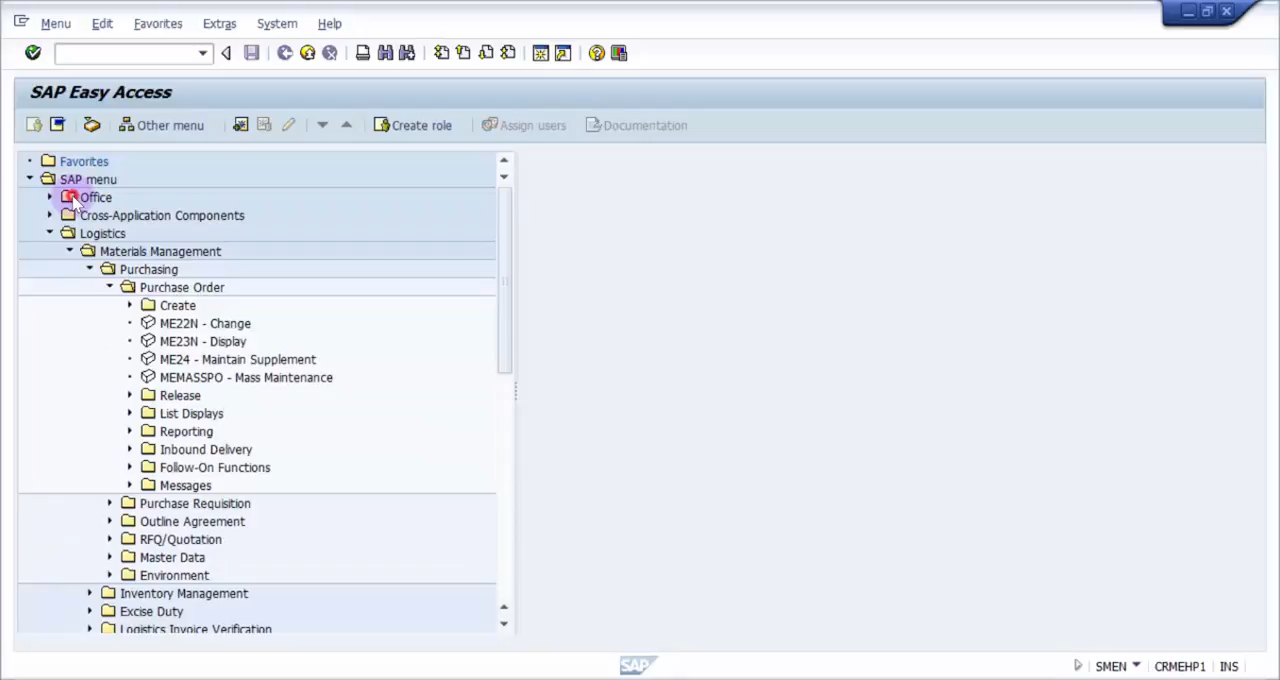 Menu Edit Favorites Extras System Help
SAP Easy Access
Other menu Create role Assign users Documentation
Favorites
SAP menu
Office
Cross-Application Components
Logistics
Materials Management
Purchasing
Purchase Order
Create
ME22N - Change
ME23N - Display
ME24 - Maintain Supplement
MEMASSPO - Mass Maintenance
Release
List Displays
Reporting
Inbound Delivery
Follow-On Functions
Messages
Purchase Requisition
Outline Agreement
RFQ/Quotation
Master Data
Environment
Inventory Management
Excise Duty
Logistics Invoice Verification
SAP SMEN CRMEHP1 INS